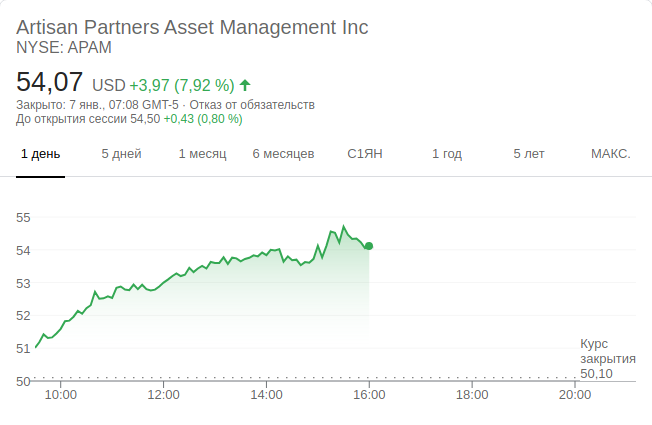 Artisan Partners Asset Management Inc
NYSE: APAM
54,07 USD +3,97 (7,92 %)
Закрыто: 7 янв., 07:08 GMT-5 · Отказ от обязательств
До открытия сессии 54,50 +0,43 (0,80 %)
1 день 5 дней 1 месяц 6 месяцев С1ЯН 1 год 5 лет МАКС.
55
54
53
52
51
Курс
закрытия
50,10
50
10:00 12:00 14:00 16:00 18:00 20:00